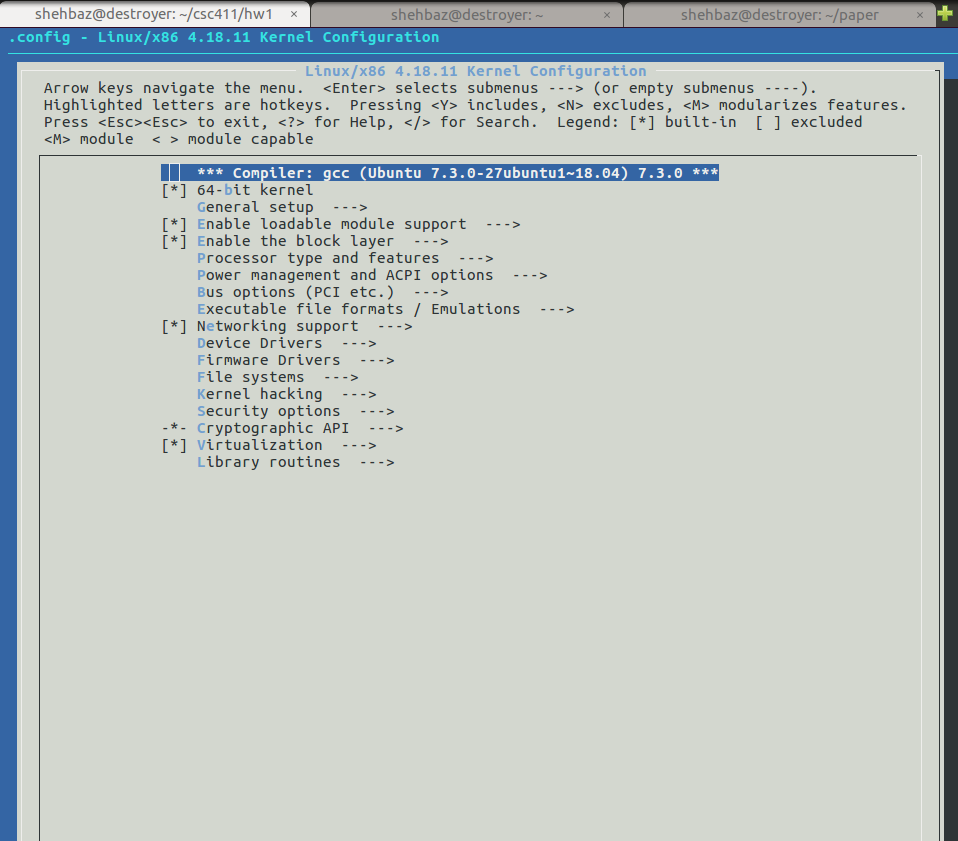 shehbaz@destroyer: ~/csc411/hw1 × shehbaz@destroyer: ~ × shehbaz@destroyer: ~/paper ×
.config - Linux/x86 4.18.11 Kernel Configuration
Linux/x86 4.18.11 Kernel Configuration
Arrow keys navigate the menu.  <Enter> selects submenus ---> (or empty submenus ----).
Highlighted letters are hotkeys.  Pressing <Y> includes, <N> excludes, <M> modularizes features.
Press <Esc><Esc> to exit, <?> for Help, </> for Search.  Legend: [*] built-in  [ ] excluded
<M> module  < > module capable
*** Compiler: gcc (Ubuntu 7.3.0-27ubuntu1~18.04) 7.3.0 ***
[*] 64-bit kernel
General setup  --->
[*] Enable loadable module support  --->
[*] Enable the block layer  --->
Processor type and features  --->
Power management and ACPI options  --->
Bus options (PCI etc.)  --->
Executable file formats / Emulations  --->
[*] Networking support  --->
Device Drivers  --->
Firmware Drivers  --->
File systems  --->
Kernel hacking  --->
Security options  --->
-*- Cryptographic API  --->
[*] Virtualization  --->
Library routines  --->